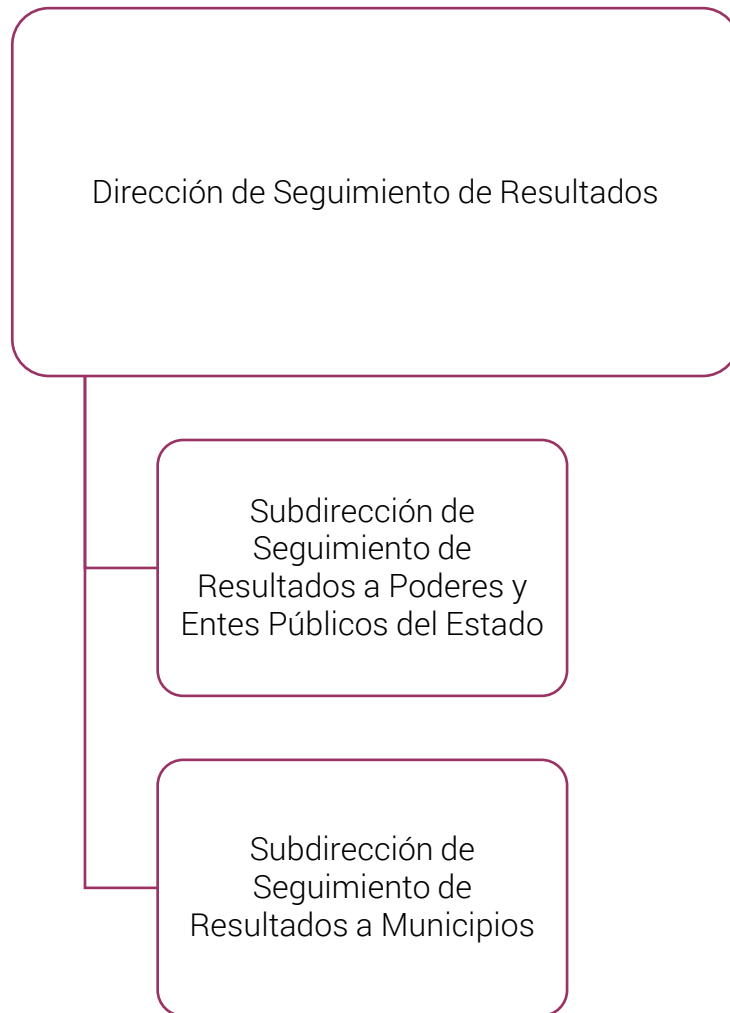 Dirección de Seguimiento de Resultados
Subdirección de
Seguimiento de
Resultados a Poderes y
Entes Públicos del Estado
Subdirección de
Seguimiento de
Resultados a Municipios